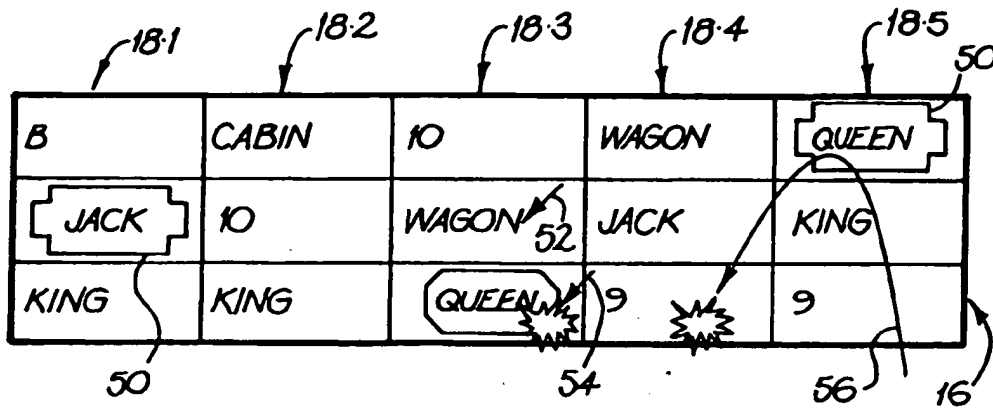 18.1 18.2 18.3 18.4 18.5
50
B CABIN 10 WAGON QUEEN
JACK 10 WAGON 52 JACK KING
KING KING QUEEN 9 9
50 54 56 16